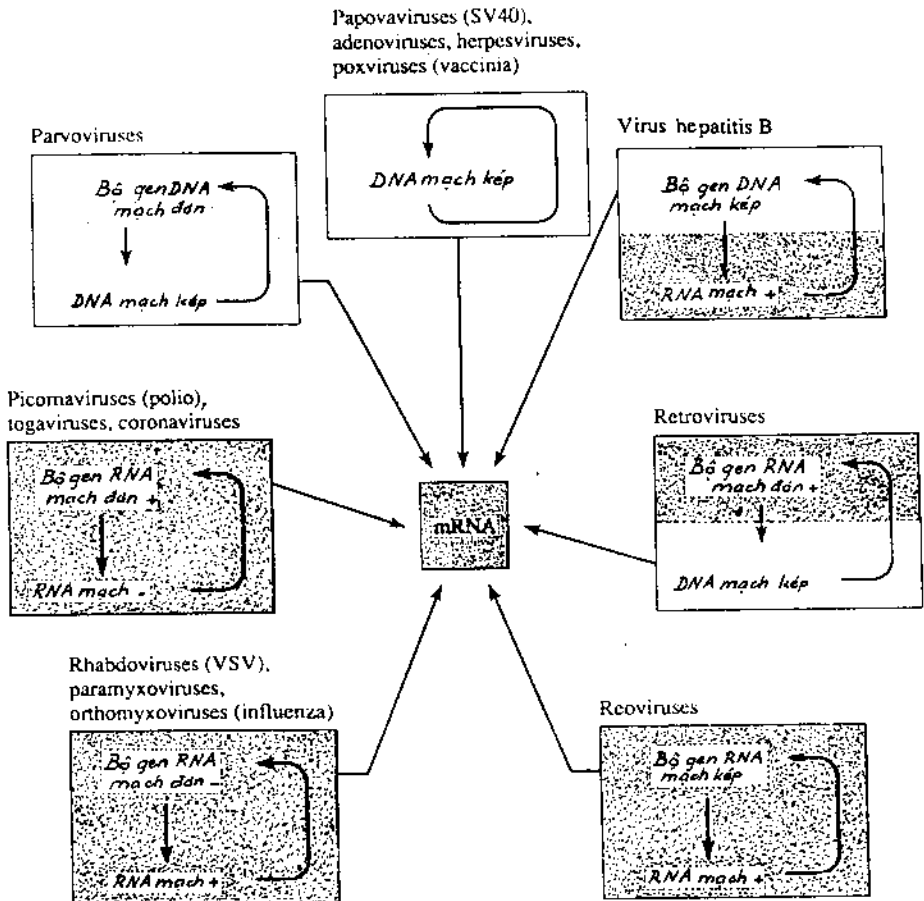 Papovaviruses (SV40),
adenoviruses, herpesviruses,
poxviruses (vaccinia)
DNA mạch kép
Parvoviruses
Bộ gen DNA
mạch đơn
DNA mạch kép
Virus hepatitis B
Bộ gen DNA
mạch kép
RNA mạch +
Picornaviruses (polio),
togaviruses, coronaviruses
Bộ gen RNA
mạch đơn +
RNA mạch -
mRNA
Retroviruses
Bộ gen RNA
mạch đơn +
DNA mạch kép
Rhabdoviruses (VSV),
paramyxoviruses,
orthomyxoviruses (influenza)
Bộ gen RNA
mạch đơn -
RNA mạch +
Reoviruses
Bộ gen RNA
mạch kép
RNA mạch +